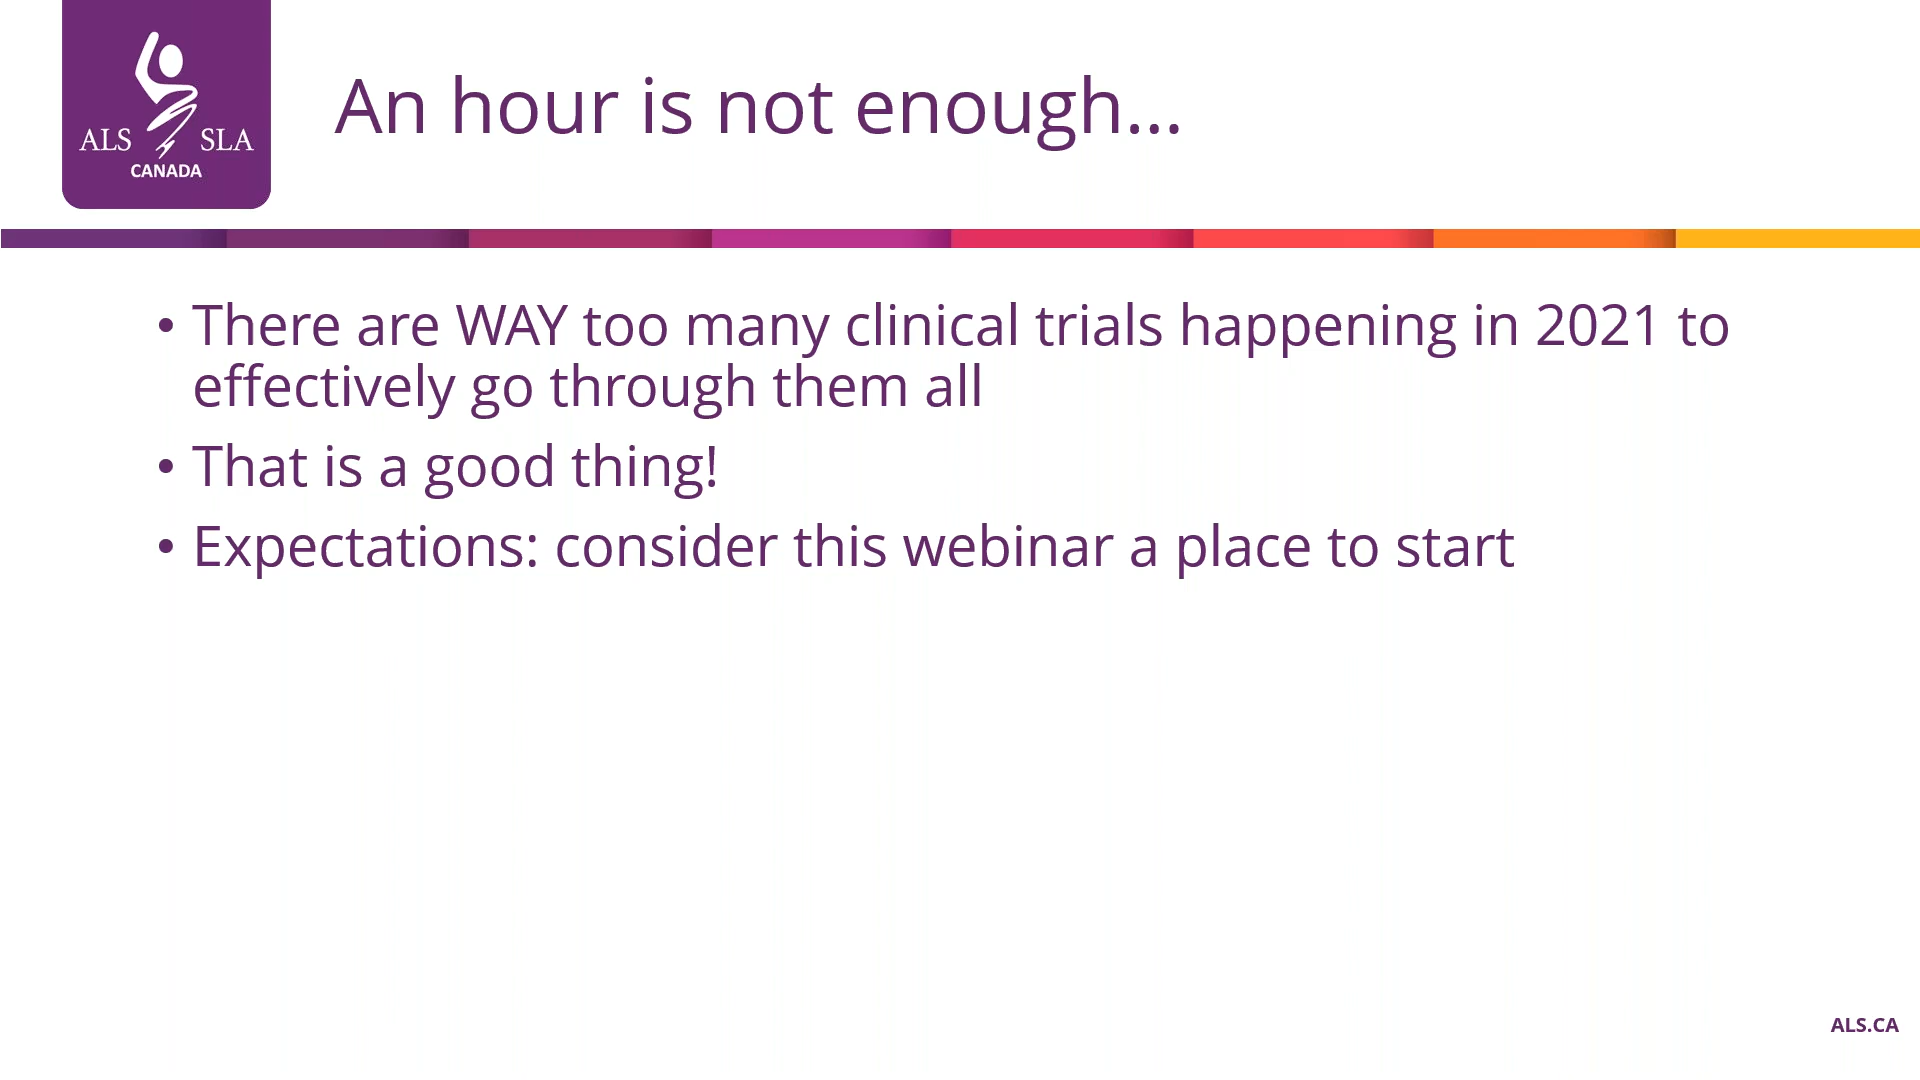 ALS SLA
CANADA
An hour is not enough...
• There are WAY too many clinical trials happening in 2021 to
effectively go through them all
• That is a good thing!
• Expectations: consider this webinar a place to start
ALS.CA